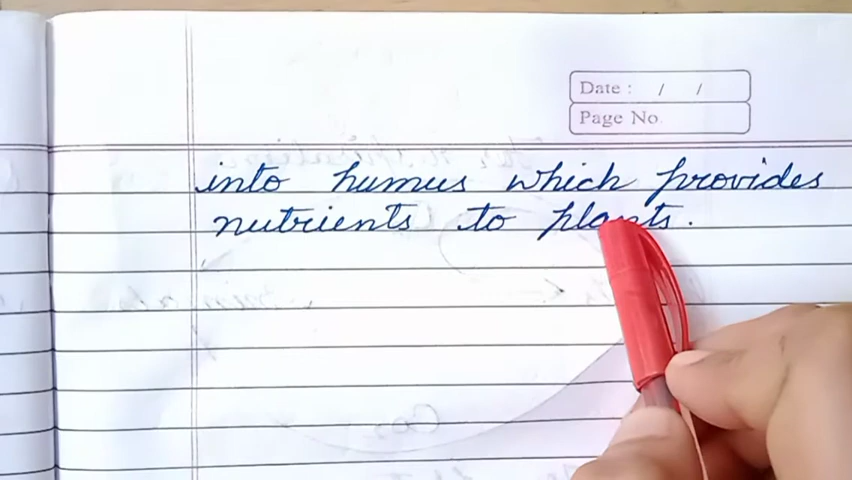 Date : / /
Page No.
into humus which provides
nutrients to plants.